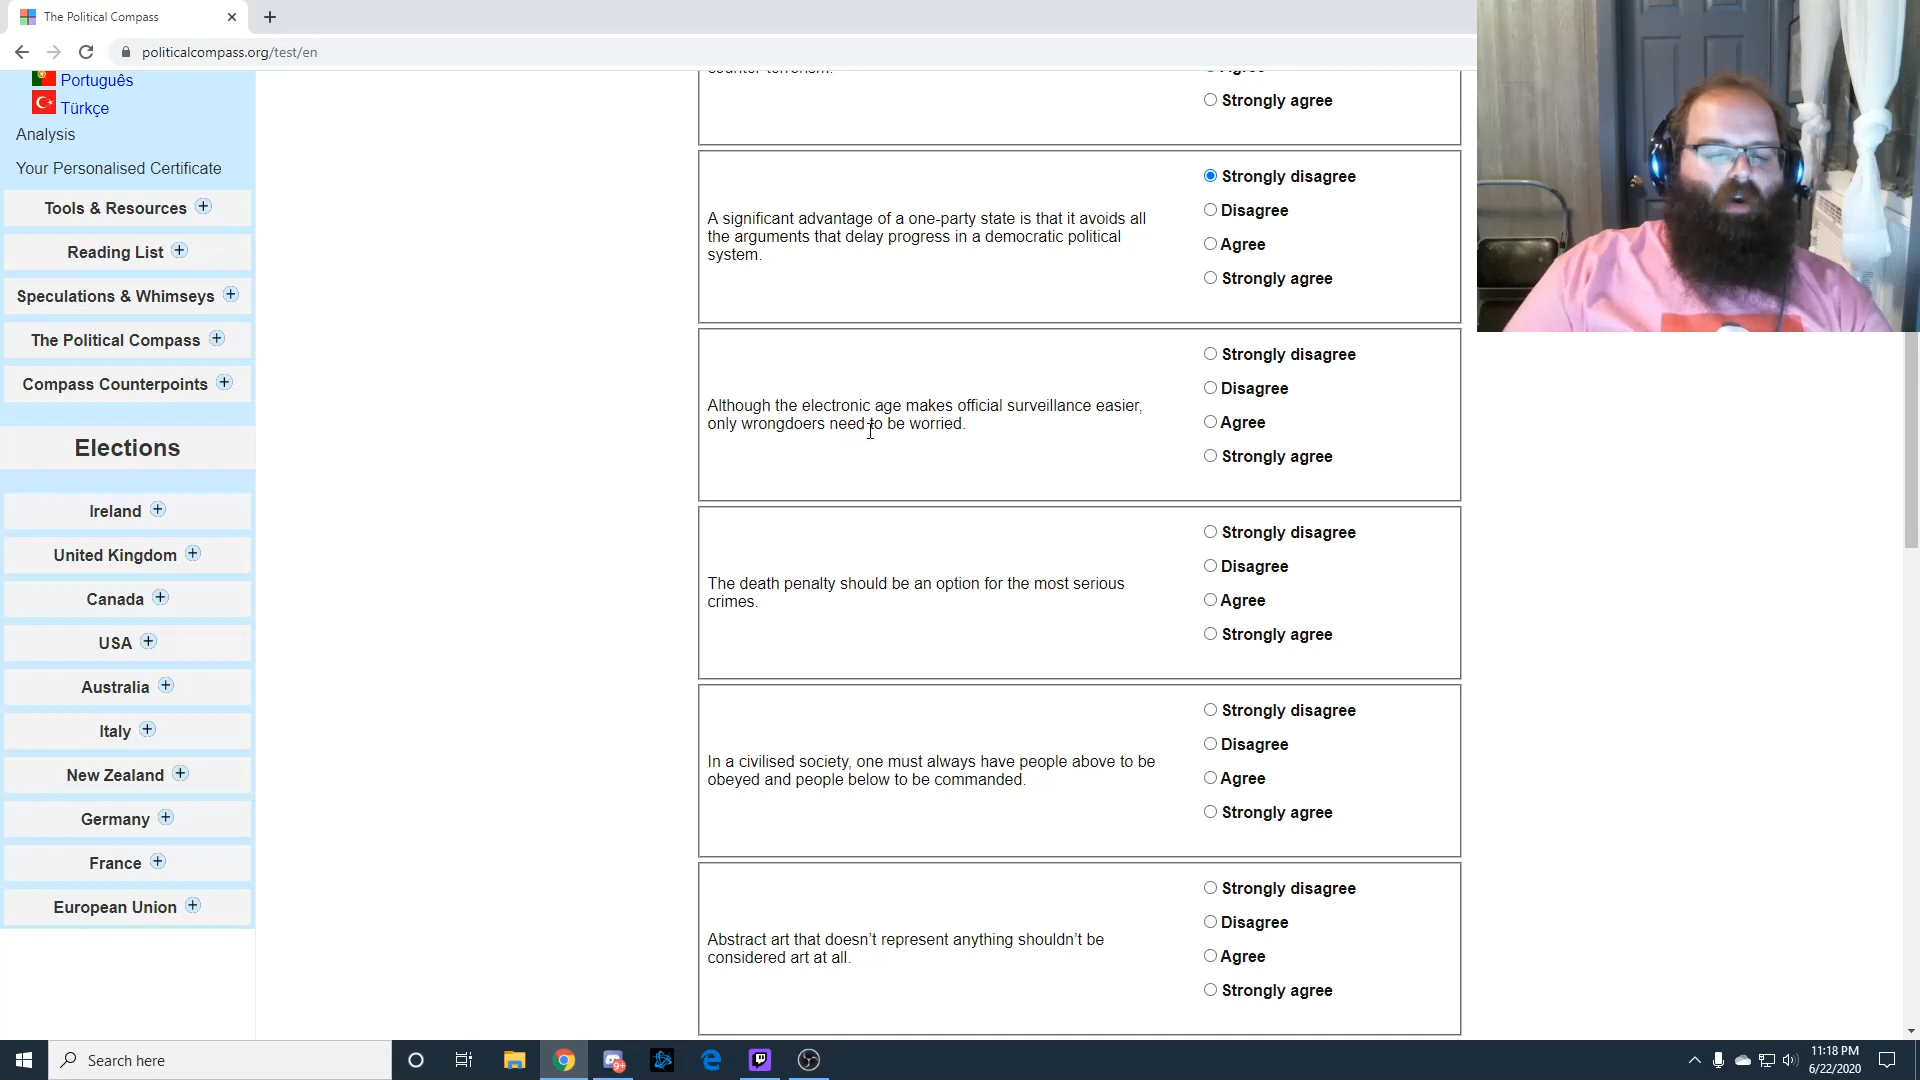 The Political Compass
politicalcompass.org/test/en
Português
Türkçe
Analysis
Your Personalised Certificate
Tools & Resources
Reading List
Speculations & Whimseys
The Political Compass
Compass Counterpoints
Elections
Ireland
United Kingdom
Canada
USA
Australia
Italy
New Zealand
Germany
France
European Union
counter-terrorism.
Agree
Strongly agree
A significant advantage of a one-party state is that it avoids all
the arguments that delay progress in a democratic political
system.
Strongly disagree
Disagree
Agree
Strongly agree
Although the electronic age makes official surveillance easier,
only wrongdoers need to be worried.
Strongly disagree
Disagree
Agree
Strongly agree
The death penalty should be an option for the most serious
crimes.
Strongly disagree
Disagree
Agree
Strongly agree
In a civilised society, one must always have people above to be
obeyed and people below to be commanded.
Strongly disagree
Disagree
Agree
Strongly agree
Abstract art that doesn’t represent anything shouldn’t be
considered art at all.
Strongly disagree
Disagree
Agree
Strongly agree
Search here
9+
11:18 PM
6/22/2020